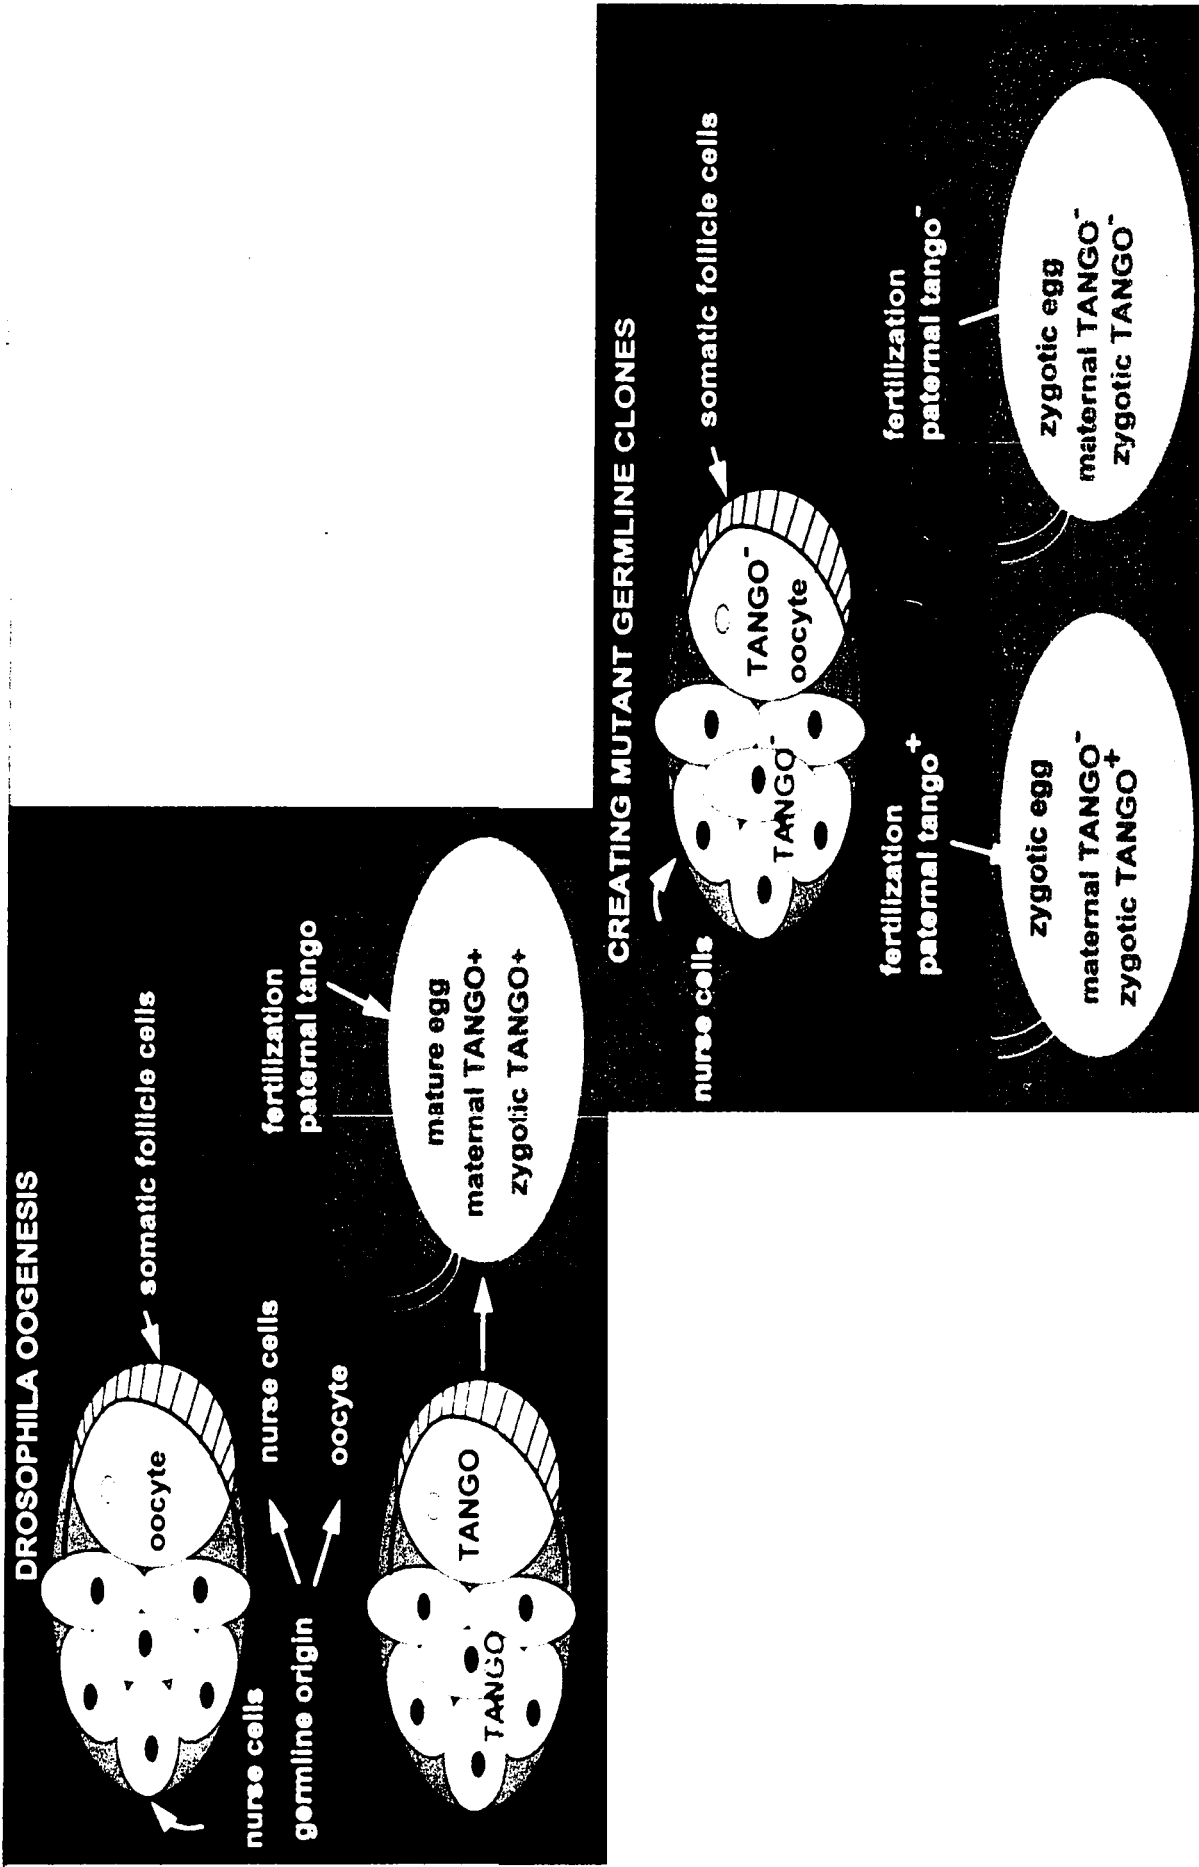 DROSOPHILA OOGENESIS
somatic follicle cells
oocyte
nurse cells
germline origin
nurse cells
oocyte
TANGO
TANGO
fertilization
paternal tango
mature egg
maternal TANGO+
zygotic TANGO+
CREATING MUTANT GERMLINE CLONES
somatic follicle cells
nurse cells
TANGO⁻
TANGO⁻
oocyte
fertilization
paternal tango⁺
zygotic egg
maternal TANGO⁻
zygotic TANGO⁺
fertilization
paternal tango⁻
zygotic egg
maternal TANGO⁻
zygotic TANGO⁻